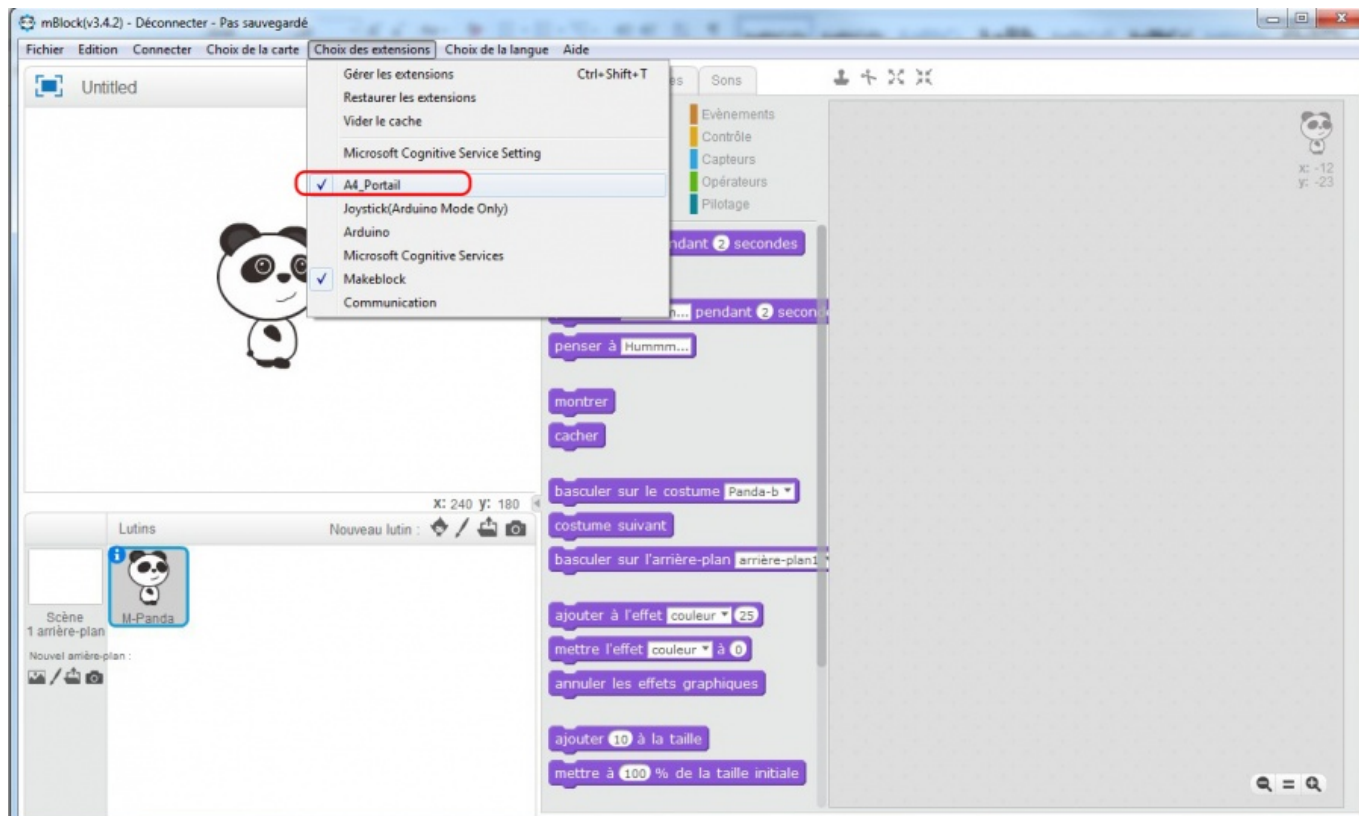 mBlock(v3.4.2) - Déconnecter - Pas sauvegardé
Fichier Edition Connecter Choix de la carte Choix des extensions Choix de la langue Aide
Untitled
Gérer les extensions Ctrl+Shift+T
Restaurer les extensions
Vider le cache
Microsoft Cognitive Service Setting
✓ A4_Portail
Joystick(Arduino Mode Only)
Arduino
Microsoft Cognitive Services
✓ Makeblock
Communication
Sons
Evènements
Contrôle
Capteurs
Opérateurs
Pilotage
2 secondes
pendant 2 second
penser à Hummm...
montrer
cacher
basculer sur le costume Panda-b
costume suivant
basculer sur l'arrière-plan arrière-plan1
ajouter à l'effet couleur 25
mettre l'effet couleur à 0
annuler les effets graphiques
ajouter 10 à la taille
mettre à 100 % de la taille initiale
x: -12
y: -23
X: 240 y: 180
Lutins Nouveau lutin :
Scène
1 arrière-plan
M-Panda
Nouvel arrière-plan :